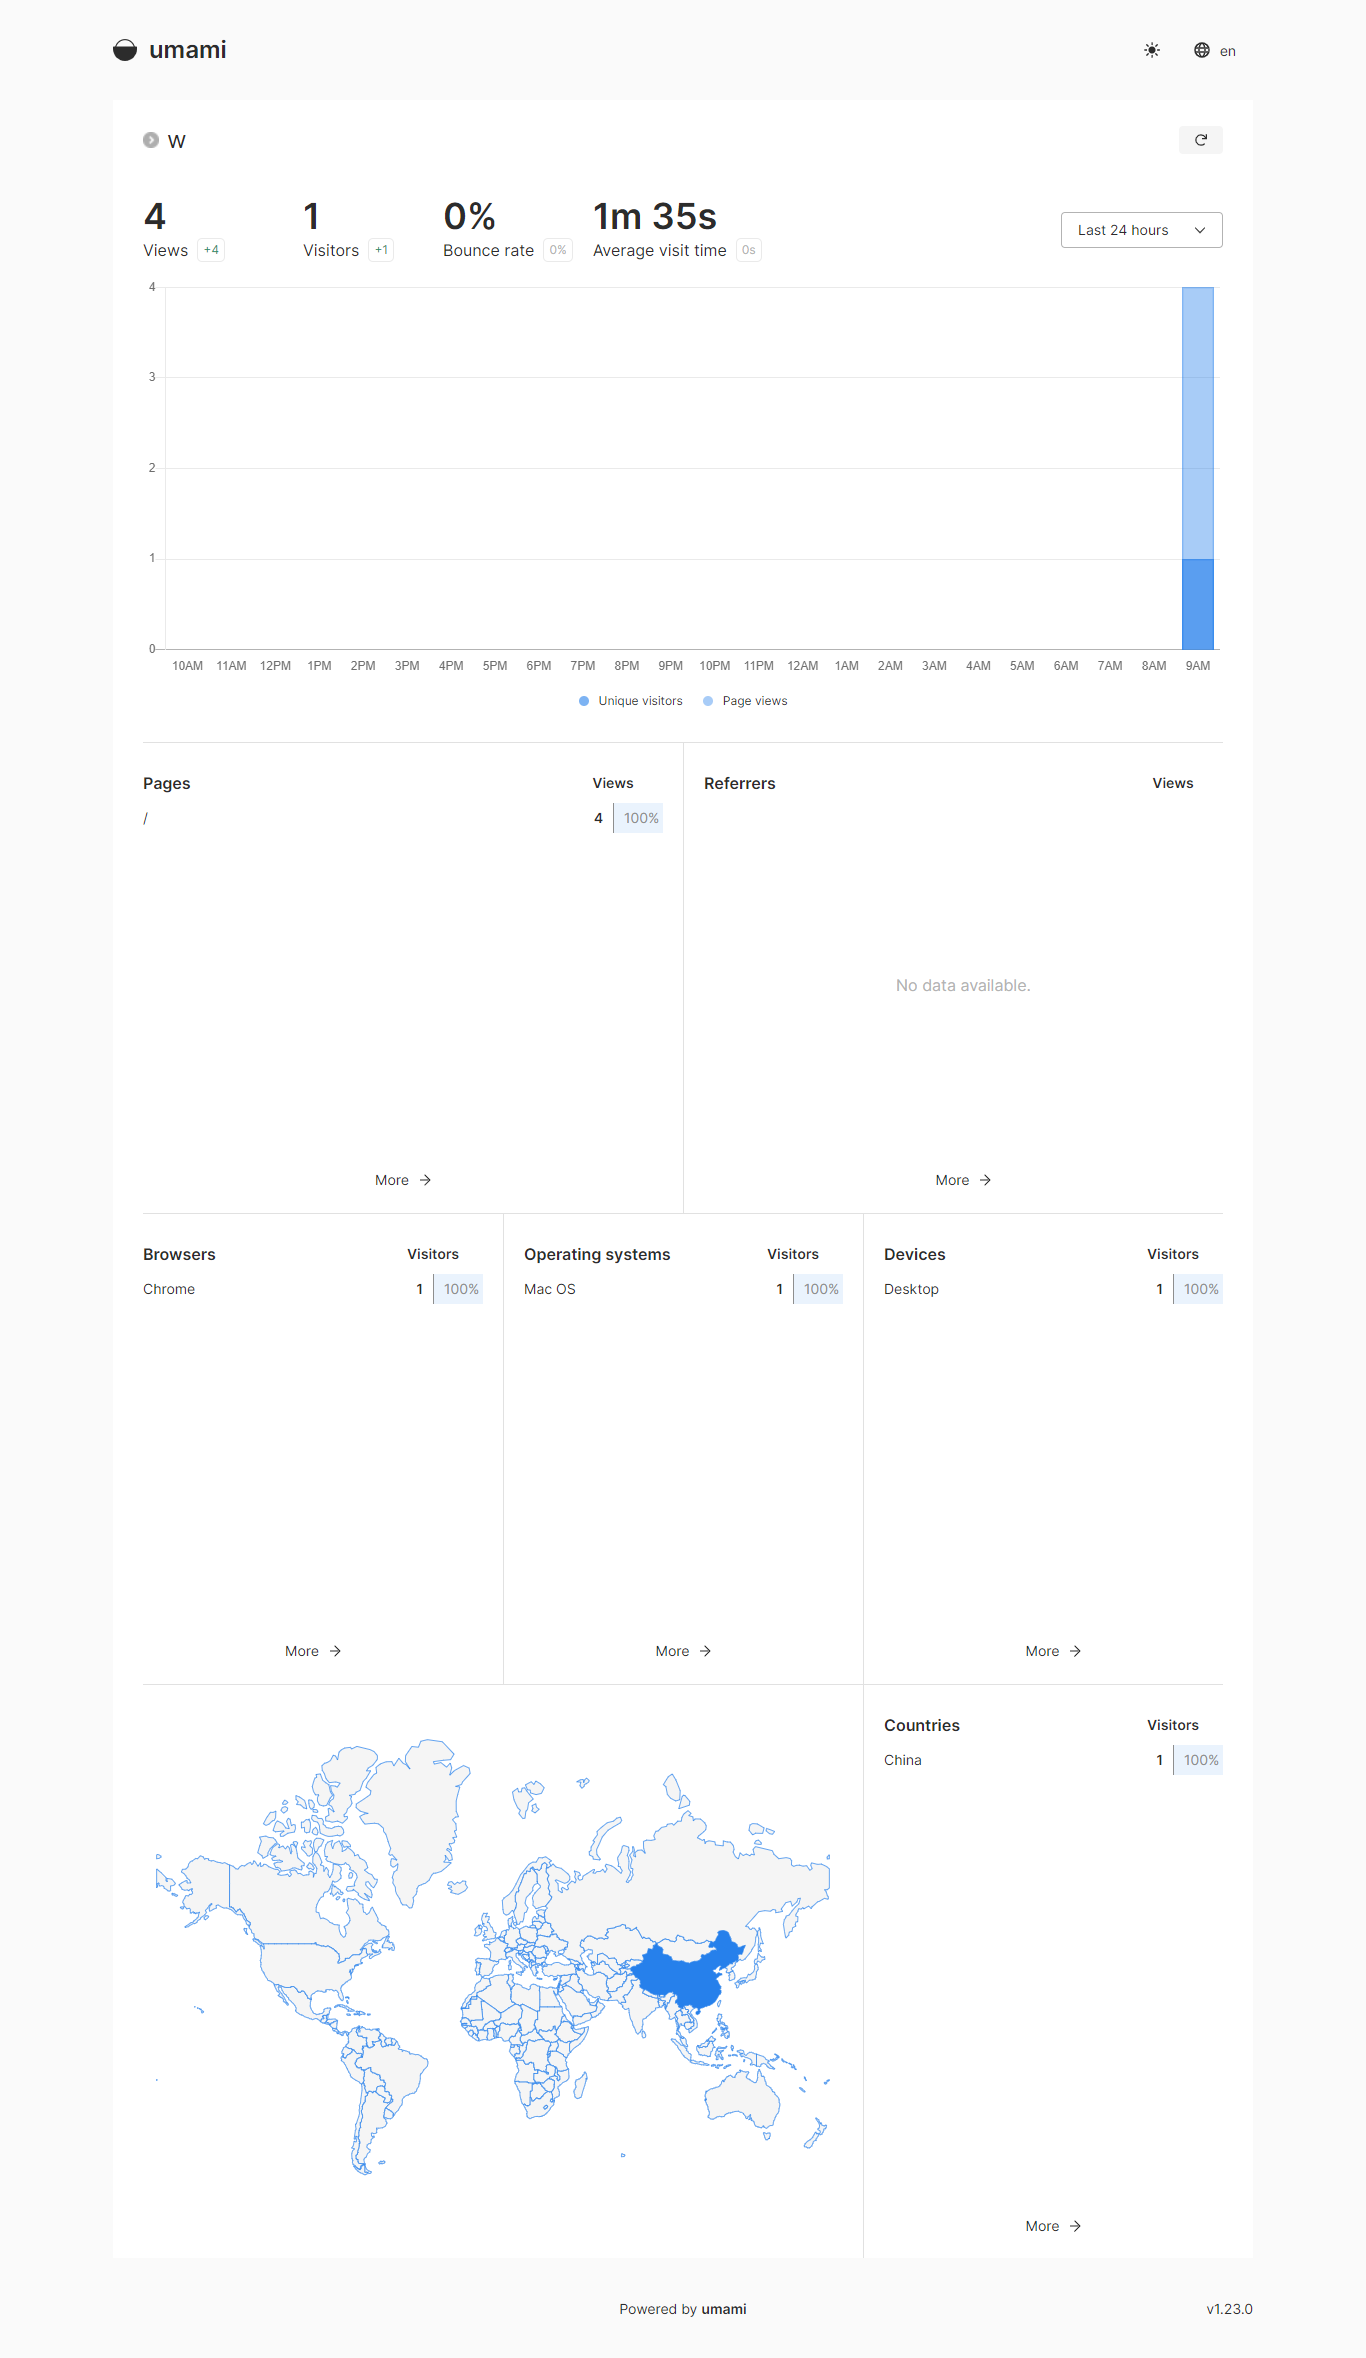 umami
en
W
4
Views +4
1
Visitors +1
0%
Bounce rate 0%
1m 35s
Average visit time 0s
Last 24 hours
4
3
2
1
0
10AM 11AM 12PM 1PM 2PM 3PM 4PM 5PM 6PM 7PM 8PM 9PM 10PM 11PM 12AM 1AM 2AM 3AM 4AM 5AM 6AM 7AM 8AM 9AM
Unique visitors Page views
Pages Views
/ 4 100%
More
Referrers Views
No data available.
More
Browsers Visitors
Chrome 1 100%
More
Operating systems Visitors
Mac OS 1 100%
More
Devices Visitors
Desktop 1 100%
More
Countries Visitors
China 1 100%
More
Powered by umami
v1.23.0